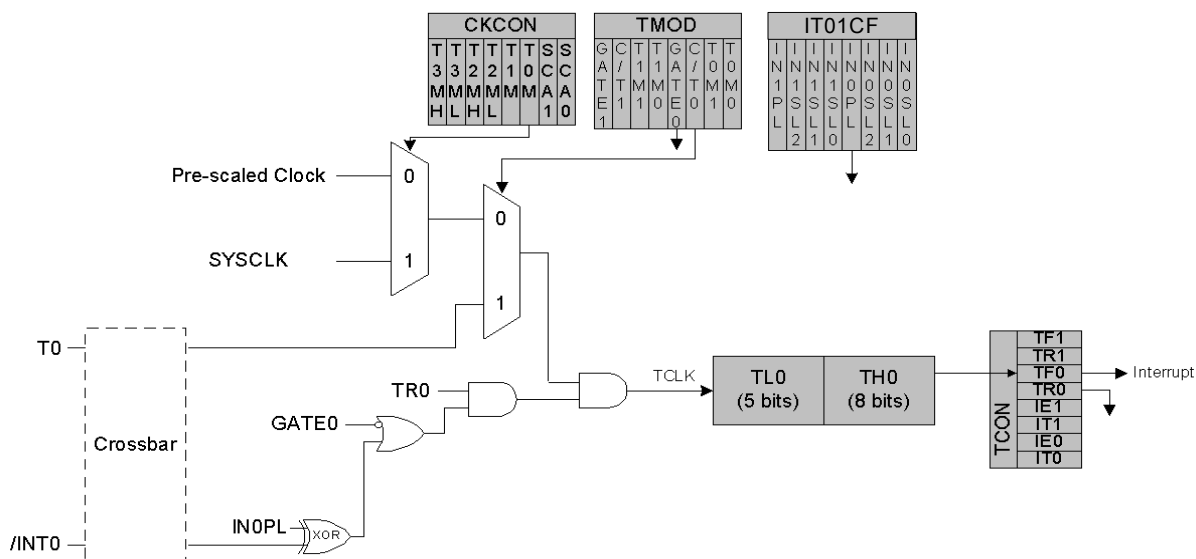 CKCON
T3MH T3ML T2MH T2ML T1M T0M SCA1 SCA0
TMOD
GATE1 C/T1 T1M1 T1M0 GATE0 C/T0 T0M1 T0M0
IT01CF
IN1PL IN1SL2 IN1SL1 IN1SL0 IN0PL IN0SL2 IN0SL1 IN0SL0
Pre-scaled Clock
0
SYSCLK
1
0
1
T0
Crossbar
/INT0
TR0
GATE0
IN0PL
XOR
TCLK
TL0
(5 bits)
TH0
(8 bits)
TCON
TF1
TR1
TF0
TR0
IE1
IT1
IE0
IT0
Interrupt